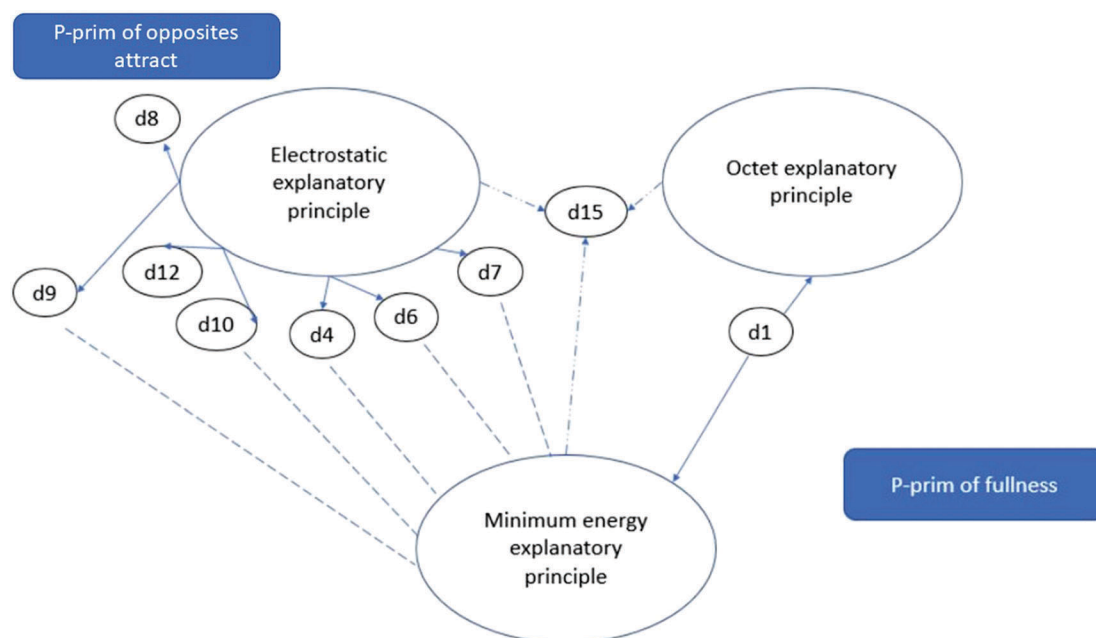 P-prim of opposites
attract
d8
Electrostatic
explanatory
principle
Octet explanatory
principle
d15
d12
d7
d9
d10
d4
d6
d1
P-prim of fullness
Minimum energy
explanatory
principle